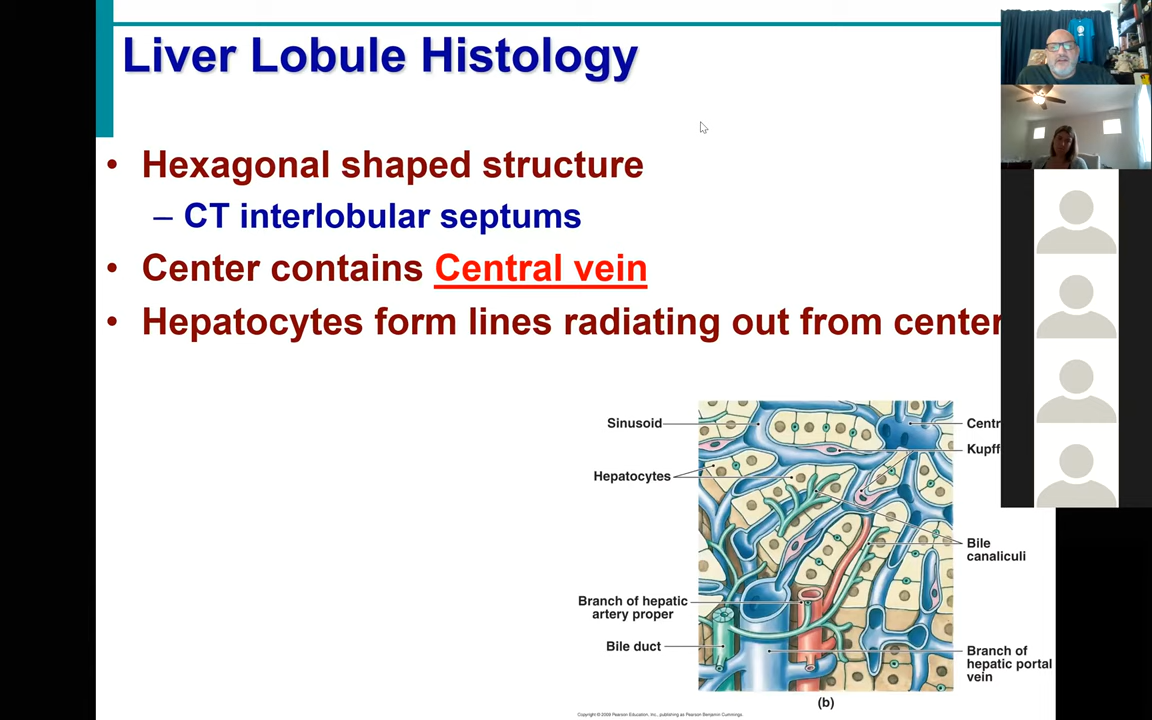 Liver Lobule Histology
• Hexagonal shaped structure
– CT interlobular septums
• Center contains Central vein
• Hepatocytes form lines radiating out from center
Sinusoid
Centr
Kupff
Hepatocytes
Bile
canaliculi
Branch of hepatic
artery proper
Bile duct
Branch of
hepatic portal
vein
(b)
Copyright © 2009 Pearson Education, Inc., publishing as Pearson Benjamin Cummings.